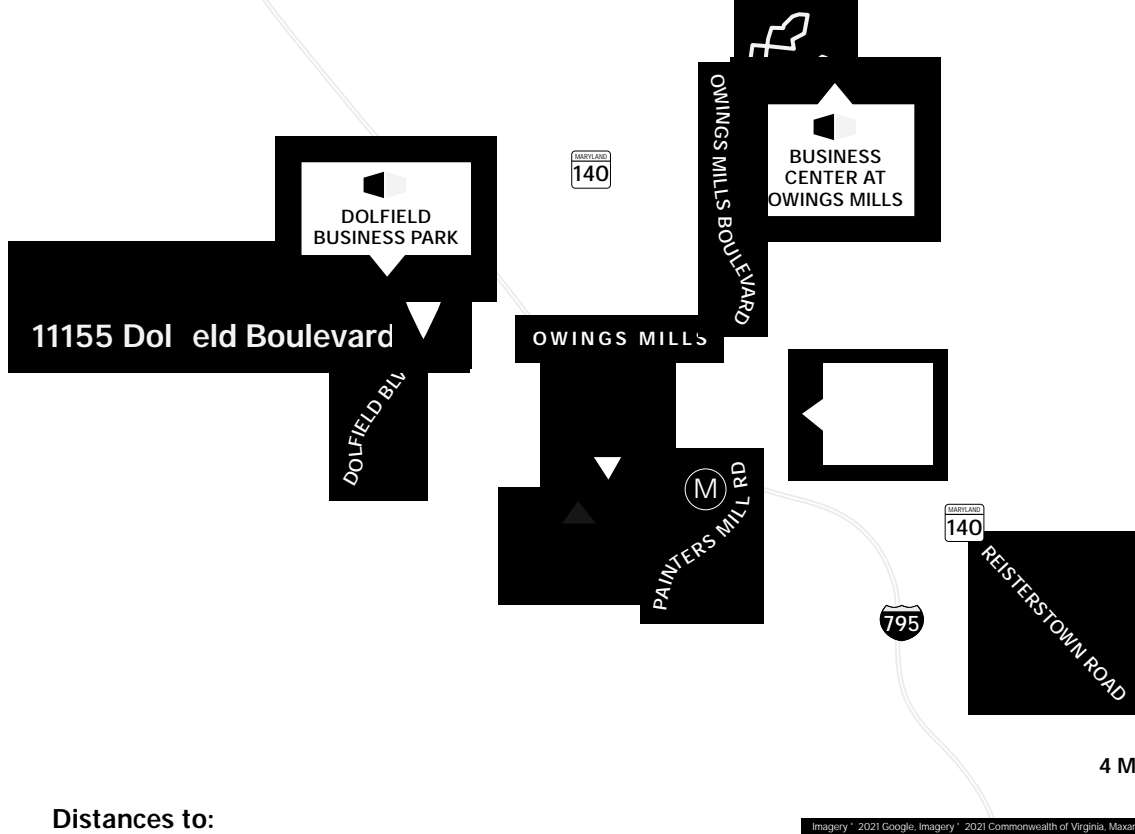 OWINGS MILLS BOULEVARD
BUSINESS
CENTER AT
OWINGS MILLS
MARYLAND
140
DOLFIELD
BUSINESS PARK
11155 Dol eld Boulevard
OWINGS MILLS
DOLFIELD BLV
M
PAINTERS MILL RD
MARYLAND
140
REISTERSTOWN ROAD
795
4 M
Distances to:
Imagery ' 2021 Google, Imagery ' 2021 Commonwealth of Virginia, Maxar